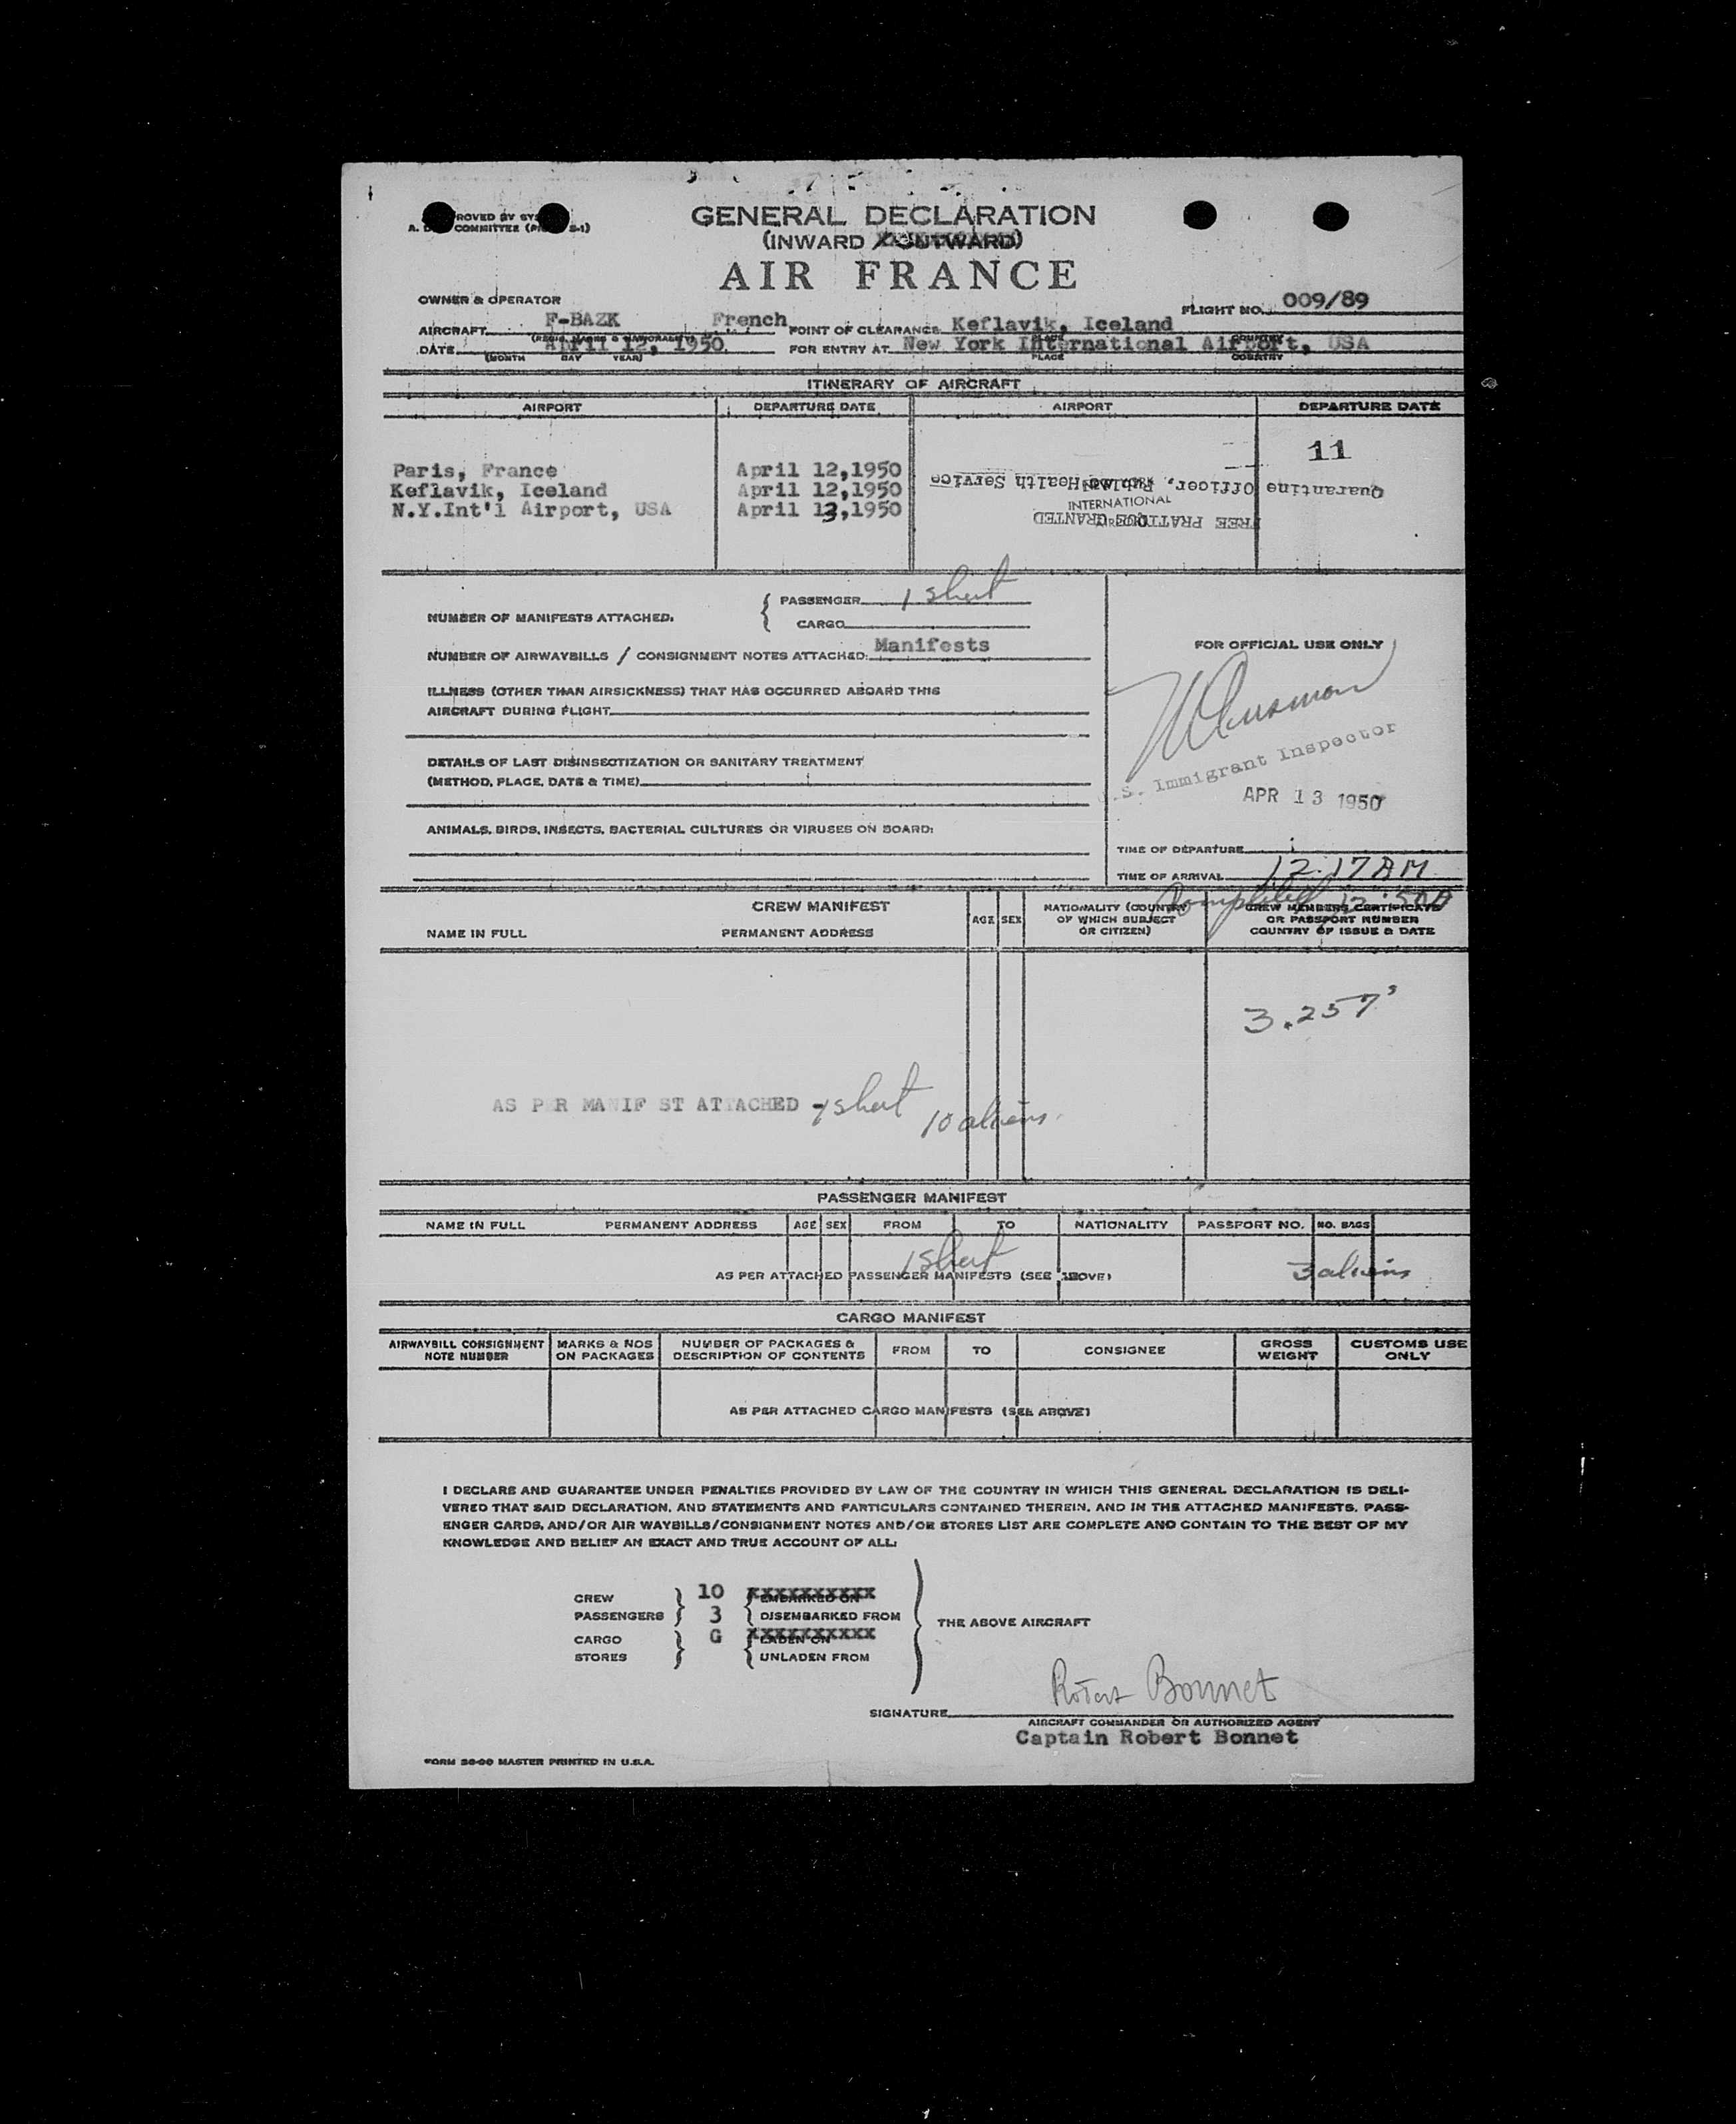 GENERAL DECLARATION
(INWARD / OUTWARD)
AIR FRANCE
OWNER & OPERATOR
FLIGHT NO. 009/89
AIRCRAFT F-BAZK French
POINT OF CLEARANCE Keflavik, Iceland
(REGIS. MARKS & NATIONALITY)
PLACE COUNTRY
DATE April 12, 1950.
FOR ENTRY AT New York International Airport, USA
(MONTH DAY YEAR)
PLACE COUNTRY
ITINERARY OF AIRCRAFT
AIRPORT DEPARTURE DATE AIRPORT DEPARTURE DATE
11
Paris, France April 12,1950
Keflavik, Iceland April 12,1950
N.Y.Int'l Airport, USA April 13,1950
FREE PRATIQUE GRANTED
INTERNATIONAL
Quarantine Officer, Public Health Service
NUMBER OF MANIFESTS ATTACHED.
PASSENGER 1 sheet
CARGO
NUMBER OF AIRWAYBILLS / CONSIGNMENT NOTES ATTACHED: Manifests
ILLNESS (OTHER THAN AIRSICKNESS) THAT HAS OCCURRED ABOARD THIS
AIRCRAFT DURING FLIGHT
DETAILS OF LAST DISINSECTIZATION OR SANITARY TREATMENT
(METHOD, PLACE, DATE & TIME)
ANIMALS, BIRDS, INSECTS, BACTERIAL CULTURES OR VIRUSES ON BOARD:
FOR OFFICIAL USE ONLY
U.S. Immigrant Inspector
APR 13 1950
TIME OF DEPARTURE
TIME OF ARRIVAL 12:17 AM
Completed 12:50A
CREW MANIFEST
NAME IN FULL PERMANENT ADDRESS AGE SEX
NATIONALITY (COUNTRY
OF WHICH SUBJECT
OR CITIZEN)
CREW MEMBERS CERTIFICATE
OR PASSPORT NUMBER
COUNTRY OF ISSUE & DATE
3.257
AS PER MANIFEST ATTACHED - 1 sheet
10 aliens
PASSENGER MANIFEST
NAME IN FULL PERMANENT ADDRESS AGE SEX FROM TO NATIONALITY PASSPORT NO. NO. BAGS
1 sheet
AS PER ATTACHED PASSENGER MANIFESTS (SEE ABOVE)
3 aliens
CARGO MANIFEST
AIRWAYBILL CONSIGNMENT NOTE NUMBER MARKS & NOS ON PACKAGES NUMBER OF PACKAGES & DESCRIPTION OF CONTENTS FROM TO CONSIGNEE GROSS WEIGHT CUSTOMS USE ONLY
AS PER ATTACHED CARGO MANIFESTS (SEE ABOVE)
I DECLARE AND GUARANTEE UNDER PENALTIES PROVIDED BY LAW OF THE COUNTRY IN WHICH THIS GENERAL DECLARATION IS DELI-
VERED THAT SAID DECLARATION, AND STATEMENTS AND PARTICULARS CONTAINED THEREIN, AND IN THE ATTACHED MANIFESTS, PASS-
ENGER CARDS, AND/OR AIR WAYBILLS/CONSIGNMENT NOTES AND/OR STORES LIST ARE COMPLETE AND CONTAIN TO THE BEST OF MY
KNOWLEDGE AND BELIEF AN EXACT AND TRUE ACCOUNT OF ALL:
CREW 10 EMBARKED ON
PASSENGERS 3 DISEMBARKED FROM
THE ABOVE AIRCRAFT
CARGO G LADEN ON
STORES UNLADEN FROM
Robert Bonnet
SIGNATURE
AIRCRAFT COMMANDER OR AUTHORIZED AGENT
Captain Robert Bonnet
FORM 30-00 MASTER PRINTED IN U.S.A.